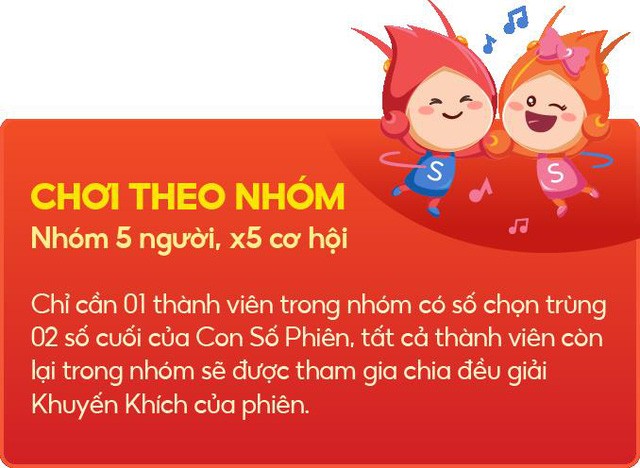 CHƠI THEO NHÓM
Nhóm 5 người, x5 cơ hội
Chỉ cần 01 thành viên trong nhóm có số chọn trùng
02 số cuối của Con Số Phiên, tất cả thành viên còn
lại trong nhóm sẽ được tham gia chia đều giải
Khuyến Khích của phiên.
S
S